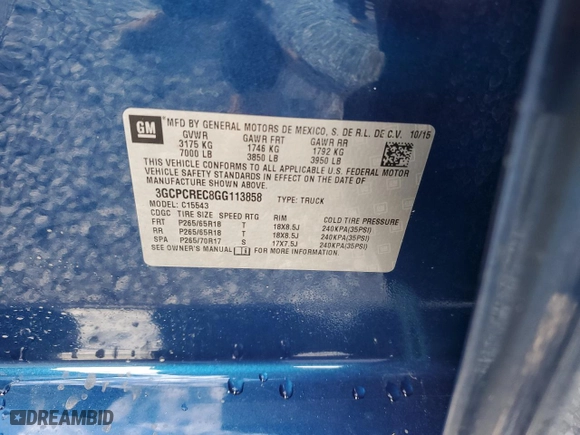 GM
MFD BY GENERAL MOTORS DE MEXICO, S. DE R.L. DE C.V. 10/15
GVWR GAWR FRT GAWR RR
3175 KG 1746 KG 1792 KG
7000 LB 3850 LB 3950 LB
THIS VEHICLE CONFORMS TO ALL APPLICABLE U.S. FEDERAL MOTOR
VEHICLE SAFETY STANDARDS IN EFFECT ON THE DATE OF
MANUFACTURE SHOWN ABOVE.
3GCPCREC8GG113858 TYPE: TRUCK
MODEL: C15543
CDGC TIRE SIZE SPEED RTG RIM COLD TIRE PRESSURE
FRT P265/65R18 T 18X8.5J 240KPA(35PSI)
RR P265/65R18 T 18X8.5J 240KPA(35PSI)
SPA P265/70R17 S 17X7.5J 240KPA(35PSI)
SEE OWNER'S MANUAL FOR MORE INFORMATION.
© DREAMBID